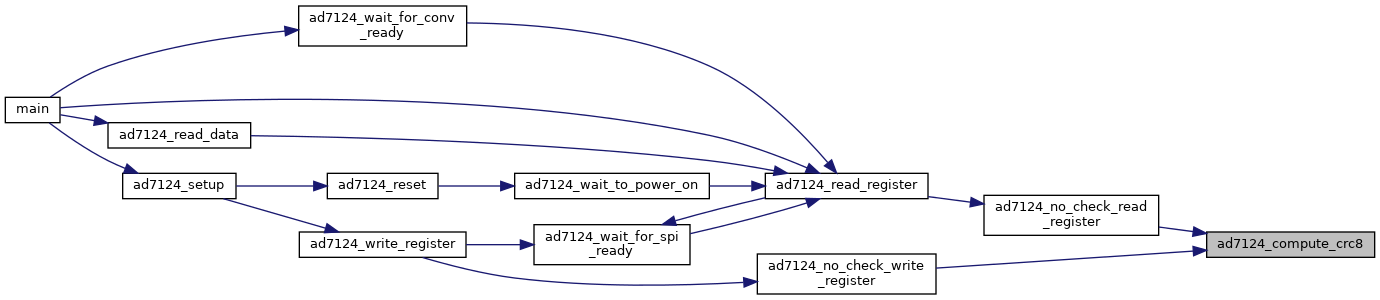 ad7124_wait_for_conv
_ready
main
ad7124_read_data
ad7124_setup
ad7124_reset
ad7124_wait_to_power_on
ad7124_read_register
ad7124_no_check_read
_register
ad7124_write_register
ad7124_wait_for_spi
_ready
ad7124_compute_crc8
ad7124_no_check_write
_register